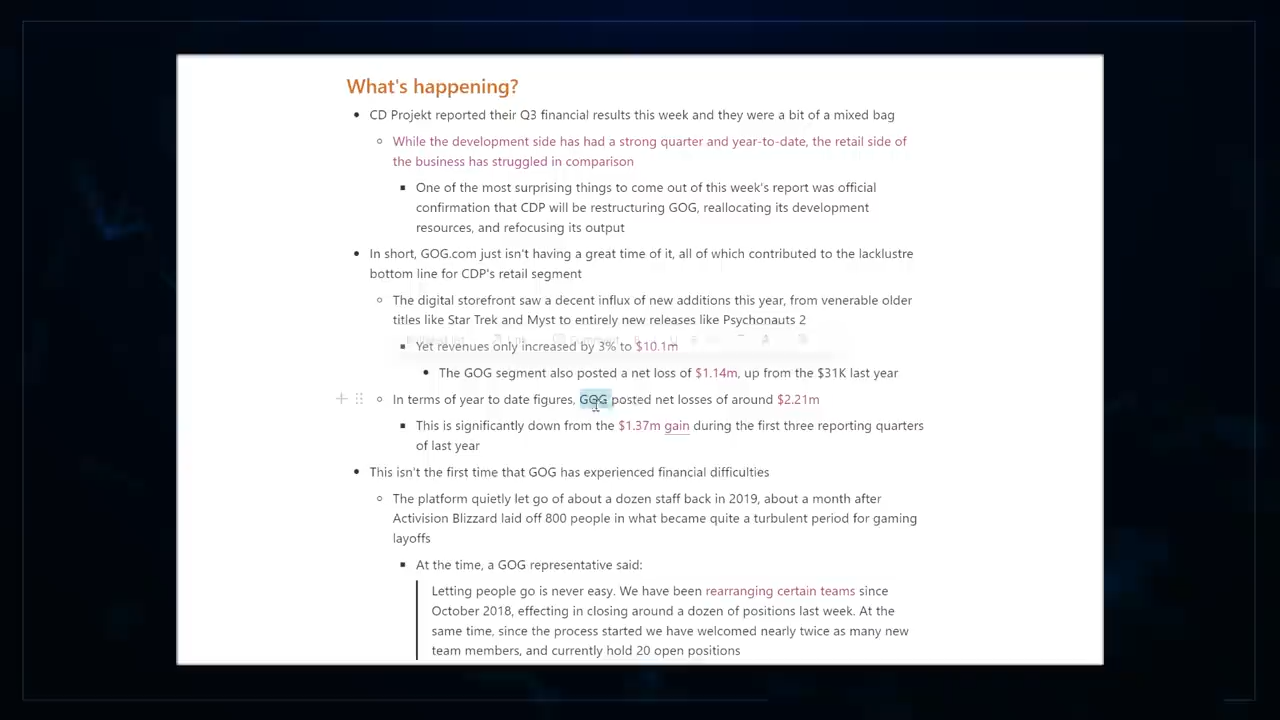 What's happening?
CD Projekt reported their Q3 financial results this week and they were a bit of a mixed bag
While the development side has had a strong quarter and year-to-date, the retail side of
the business has struggled in comparison
One of the most surprising things to come out of this week's report was official
confirmation that CDP will be restructuring GOG, reallocating its development
resources, and refocusing its output
In short, GOG.com just isn't having a great time of it, all of which contributed to the lacklustre
bottom line for CDP's retail segment
The digital storefront saw a decent influx of new additions this year, from venerable older
titles like Star Trek and Myst to entirely new releases like Psychonauts 2
Yet revenues only increased by 3% to $10.1m
The GOG segment also posted a net loss of $1.14m, up from the $31K last year
In terms of year to date figures, GOG posted net losses of around $2.21m
This is significantly down from the $1.37m gain during the first three reporting quarters
of last year
This isn't the first time that GOG has experienced financial difficulties
The platform quietly let go of about a dozen staff back in 2019, about a month after
Activision Blizzard laid off 800 people in what became quite a turbulent period for gaming
layoffs
At the time, a GOG representative said:
Letting people go is never easy. We have been rearranging certain teams since
October 2018, effecting in closing around a dozen of positions last week. At the
same time, since the process started we have welcomed nearly twice as many new
team members, and currently hold 20 open positions